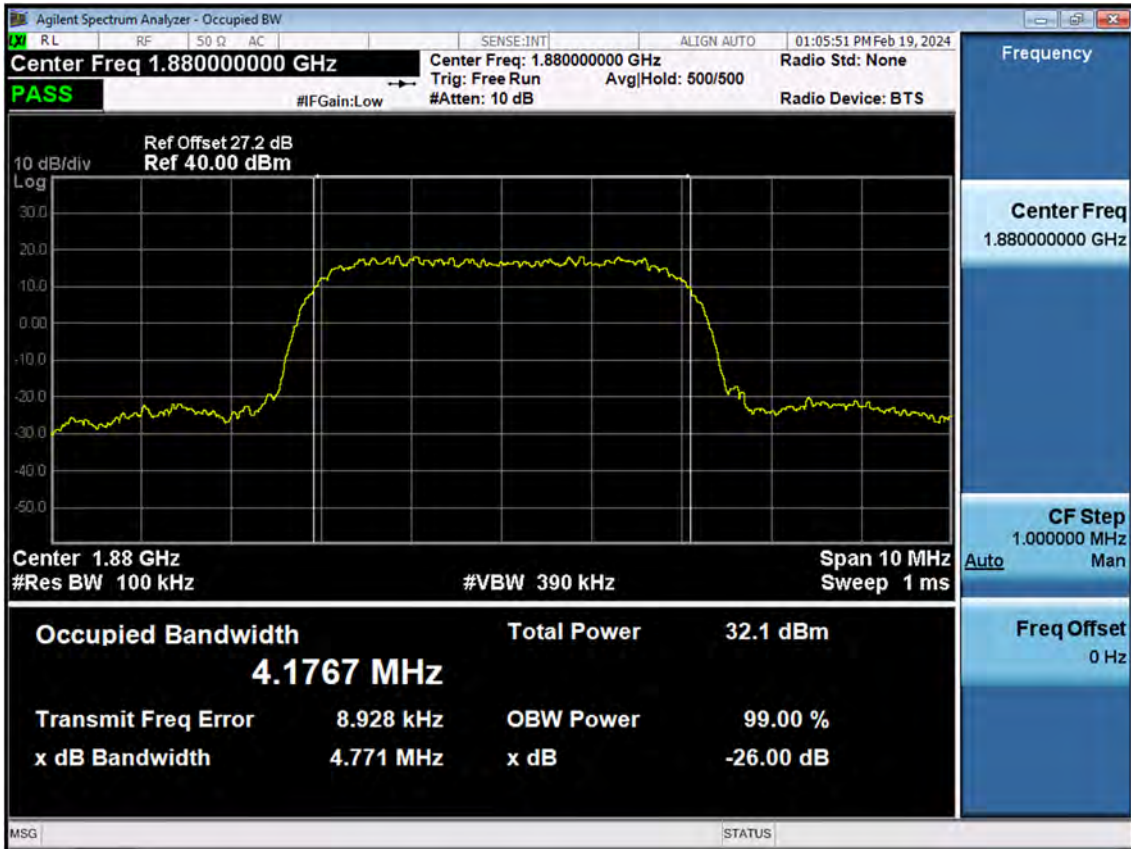 Agilent Spectrum Analyzer - Occupied BW
LXI RL RF 50 Ω AC SENSE:INT ALIGN AUTO 01:05:51 PM Feb 19, 2024
Center Freq 1.880000000 GHz
Center Freq: 1.880000000 GHz
Radio Std: None
Trig: Free Run Avg|Hold: 500/500
PASS
#IFGain:Low
#Atten: 10 dB
Radio Device: BTS
Ref Offset 27.2 dB
10 dB/div Ref 40.00 dBm
Log
30.0
20.0
10.0
0.00
-10.0
-20.0
-30.0
-40.0
-50.0
Center 1.88 GHz Span 10 MHz
#Res BW 100 kHz #VBW 390 kHz Sweep 1 ms
Occupied Bandwidth Total Power 32.1 dBm
4.1767 MHz
Transmit Freq Error 8.928 kHz OBW Power 99.00 %
x dB Bandwidth 4.771 MHz x dB -26.00 dB
MSG STATUS
Frequency
Center Freq
1.880000000 GHz
CF Step
1.000000 MHz
Auto Man
Freq Offset
0 Hz